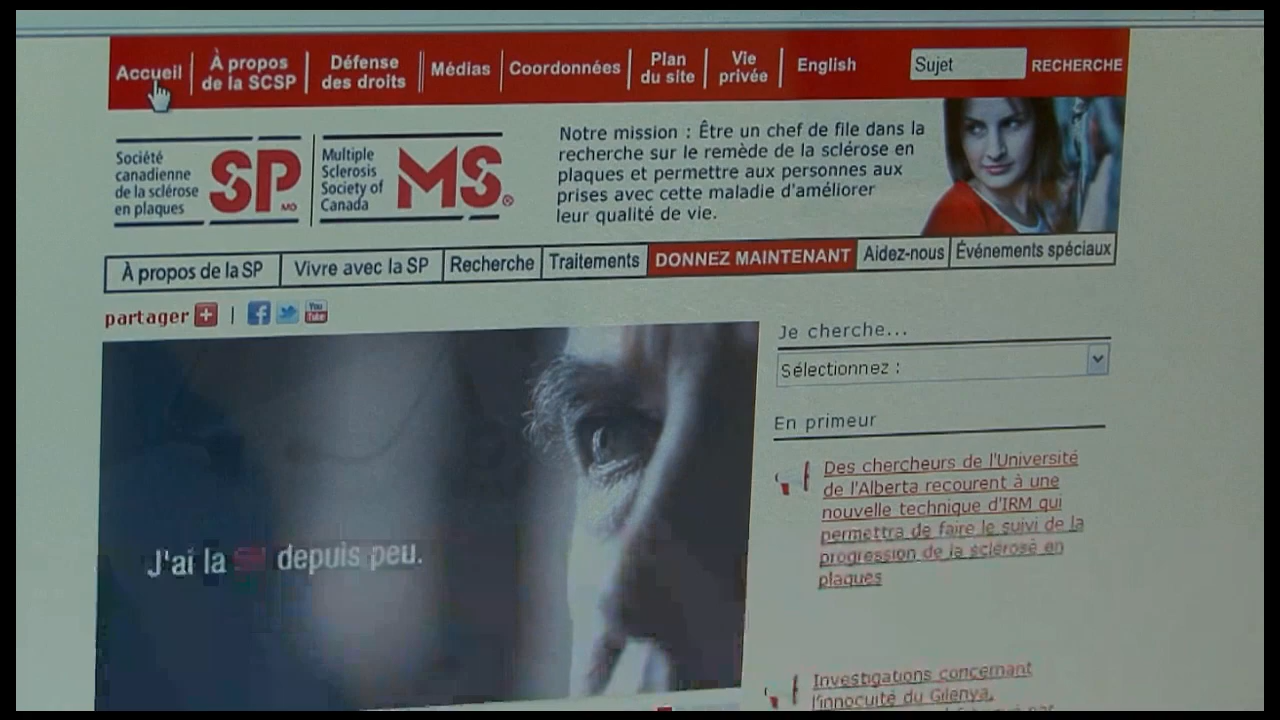 Accueil
À propos
de la SCSP
Défense
des droits
Médias
Coordonnées
Plan
du site
Vie
privée
English
Sujet
RECHERCHE
Société
canadienne
de la sclérose
en plaques
SP
MD
Multiple
Sclerosis
Society of
Canada
MS®
Notre mission : Être un chef de file dans la
recherche sur le remède de la sclérose en
plaques et permettre aux personnes aux
prises avec cette maladie d'améliorer
leur qualité de vie.
À propos de la SP
Vivre avec la SP
Recherche
Traitements
DONNEZ MAINTENANT
Aidez-nous
Événements spéciaux
partager
You
Tube
J'ai la
depuis peu.
Je cherche...
Sélectionnez :
En primeur
Des chercheurs de l'Université
de l'Alberta recourent à une
nouvelle technique d'IRM qui
permettra de faire le suivi de la
progression de la sclérose en
plaques
Investigations concernant
l'innocuité du Gilenya,